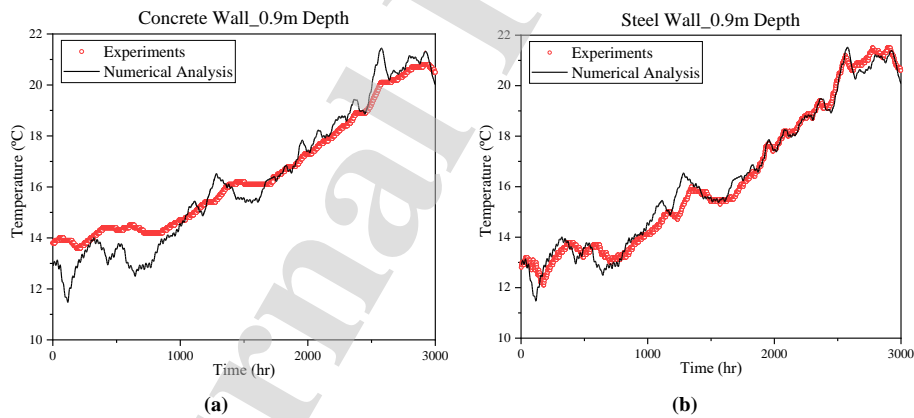 Concrete Wall_0.9m Depth
22
20
18
16
14
12
10
Temperature (ºC)
Experiments
Numerical Analysis
0
1000
2000
3000
Time (hr)
(a)
Steel Wall_0.9m Depth
22
20
18
16
14
12
10
Temperature (ºC)
Experiments
Numerical Analysis
0
1000
2000
3000
Time (hr)
(b)